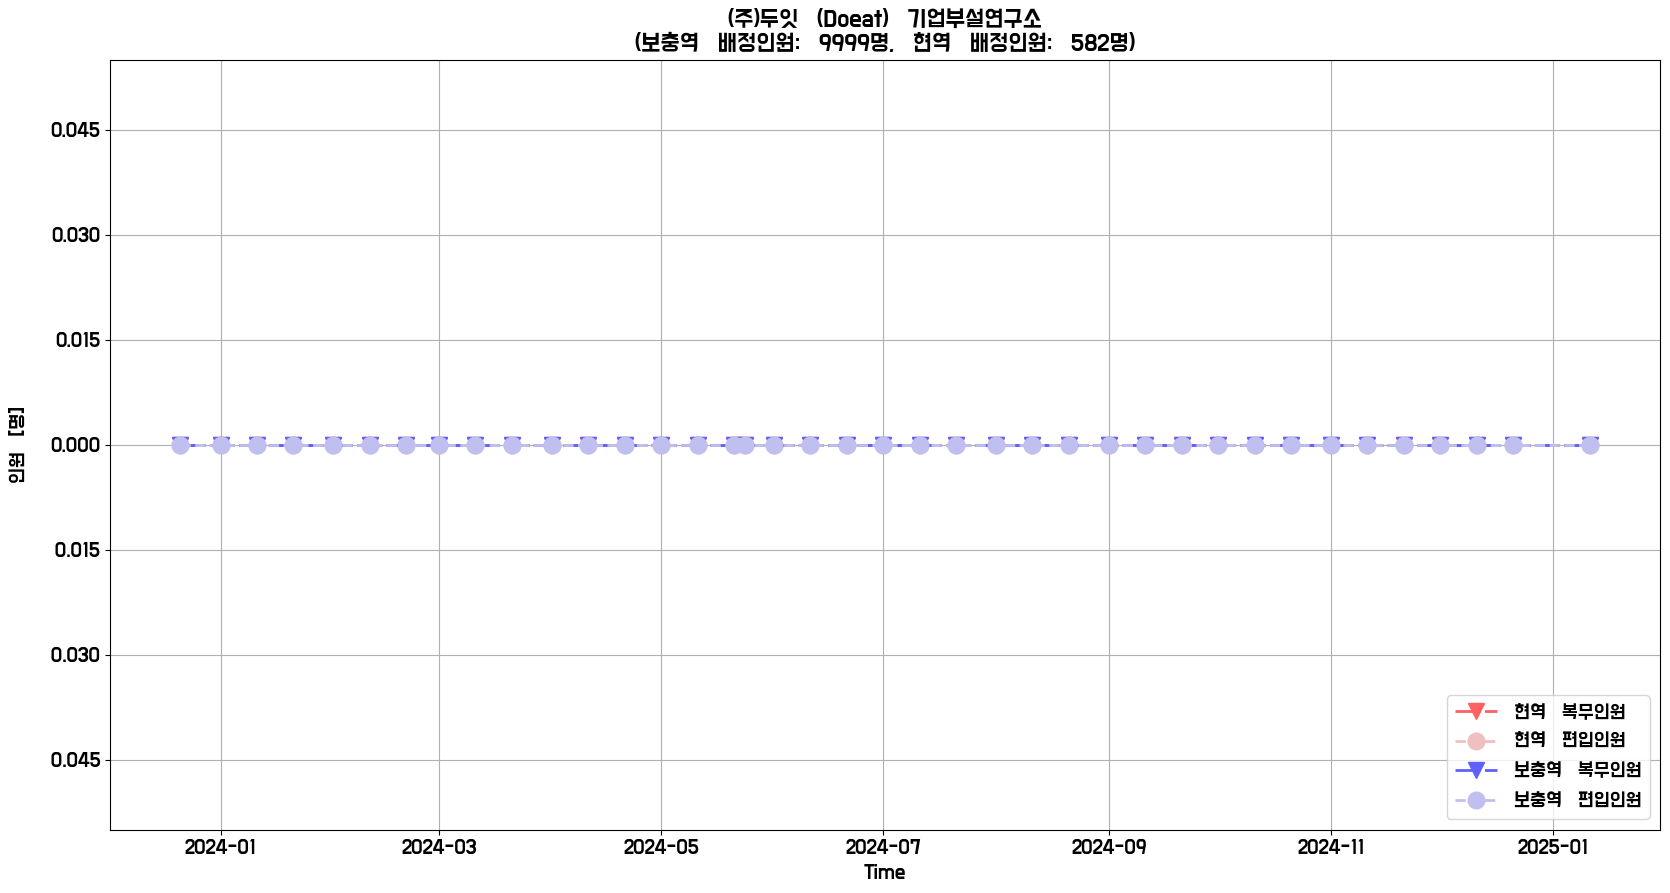 (주)두잇 (Doeat) 기업부설연구소
(보충역 배정인원: 9999명, 현역 배정인원: 582명)
0.045
0.030
0.015
0.000
0.015
0.030
0.045
인원 [명]
2024-01
2024-03
2024-05
2024-07
2024-09
2024-11
2025-01
Time
현역 복무인원
현역 편입인원
보충역 복무인원
보충역 편입인원